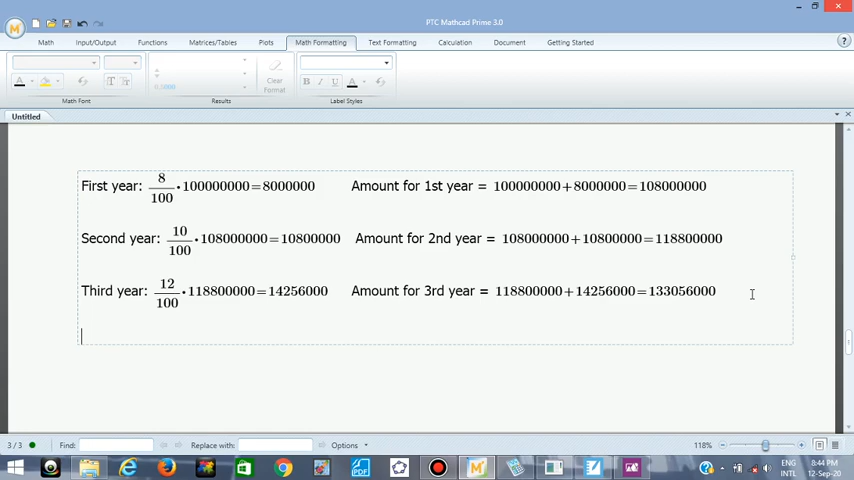 PTC Mathcad Prime 3.0
Math Input/Output Functions Matrices/Tables Plots Math Formatting Text Formatting Calculation Document Getting Started
Clear
Format
Math Font Results Label Styles
Untitled
First year: 8/100·100000000=8000000 Amount for 1st year = 100000000+8000000=108000000
Second year: 10/100·108000000=10800000 Amount for 2nd year = 108000000+10800000=118800000
Third year: 12/100·118800000=14256000 Amount for 3rd year = 118800000+14256000=133056000
3 / 3 Find: Replace with: Options 118%
ENG 8:44 PM
INTL 12-Sep-20